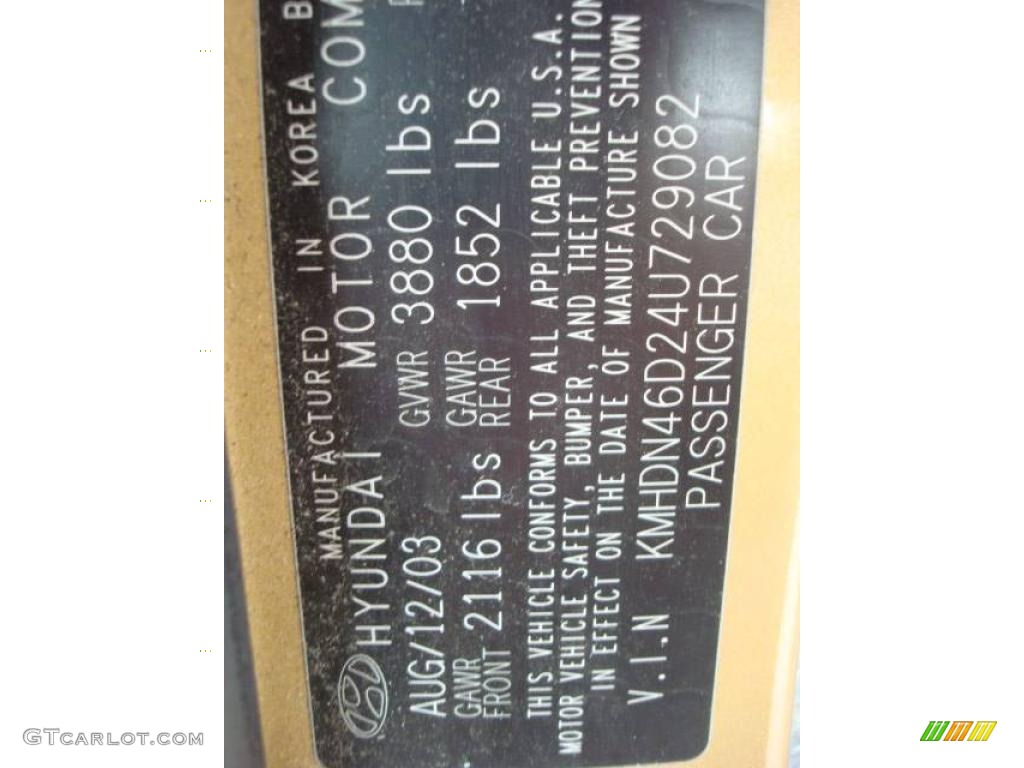 MANUFACTURED IN KOREA B
HYUNDAI MOTOR COM
AUG/12/03 GVWR 3880 lbs
GAWR FRONT 2116 lbs GAWR REAR 1852 lbs
THIS VEHICLE CONFORMS TO ALL APPLICABLE U.S.A.
MOTOR VEHICLE SAFETY, BUMPER, AND THEFT PREVENTION
IN EFFECT ON THE DATE OF MANUFACTURE SHOWN
V.I.N KMHDN46D24U729082
PASSENGER CAR
GTCARLOT.COM